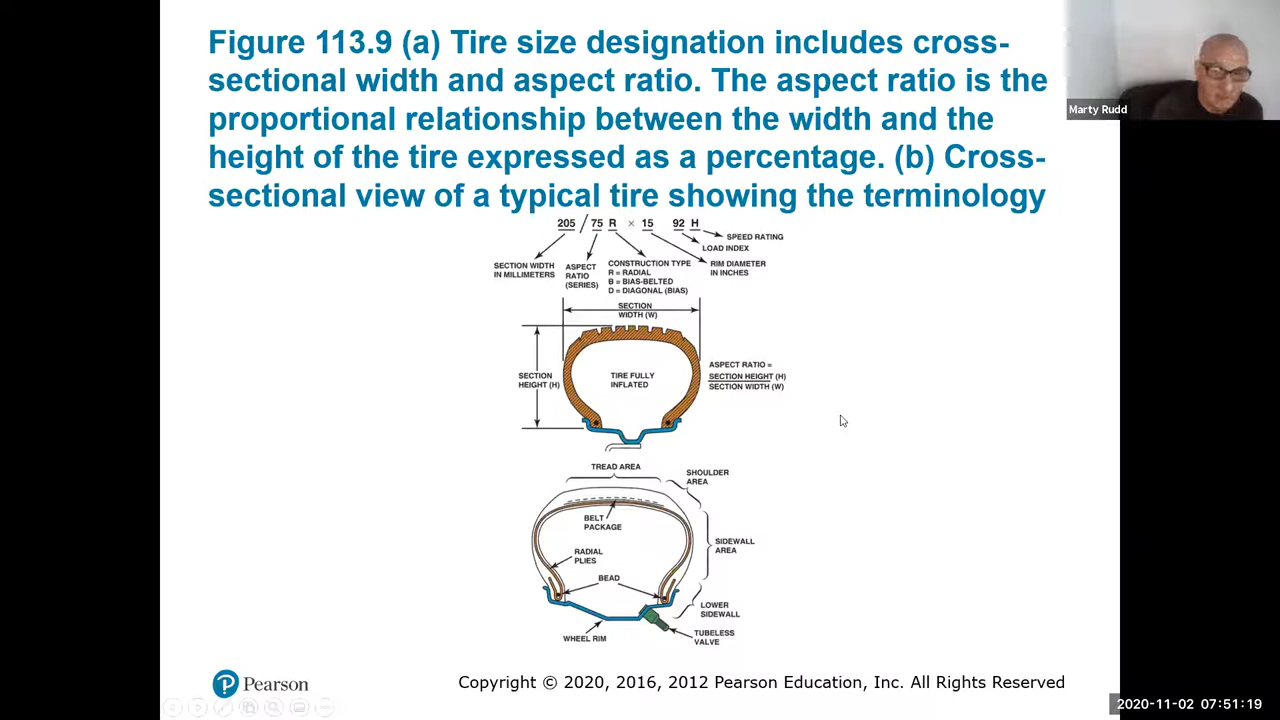 Figure 113.9 (a) Tire size designation includes cross-
sectional width and aspect ratio. The aspect ratio is the
proportional relationship between the width and the
height of the tire expressed as a percentage. (b) Cross-
sectional view of a typical tire showing the terminology
Marty Rudd
205 / 75 R × 15 92 H
SPEED RATING
LOAD INDEX
SECTION WIDTH
IN MILLIMETERS
ASPECT
RATIO
(SERIES)
CONSTRUCTION TYPE
R = RADIAL
B = BIAS-BELTED
D = DIAGONAL (BIAS)
RIM DIAMETER
IN INCHES
SECTION
WIDTH (W)
SECTION
HEIGHT (H)
TIRE FULLY
INFLATED
ASPECT RATIO =
SECTION HEIGHT (H)
SECTION WIDTH (W)
TREAD AREA
SHOULDER
AREA
BELT
PACKAGE
SIDEWALL
AREA
RADIAL
PLIES
BEAD
LOWER
SIDEWALL
WHEEL RIM
TUBELESS
VALVE
Pearson
Copyright © 2020, 2016, 2012 Pearson Education, Inc. All Rights Reserved
2020-11-02 07:51:19